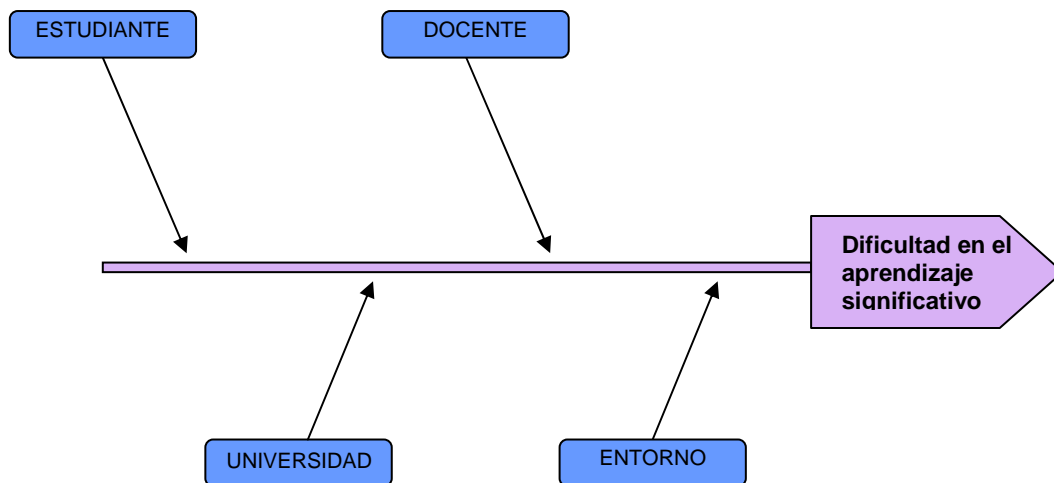 ESTUDIANTE
DOCENTE
Dificultad en el
aprendizaje
significativo
UNIVERSIDAD
ENTORNO